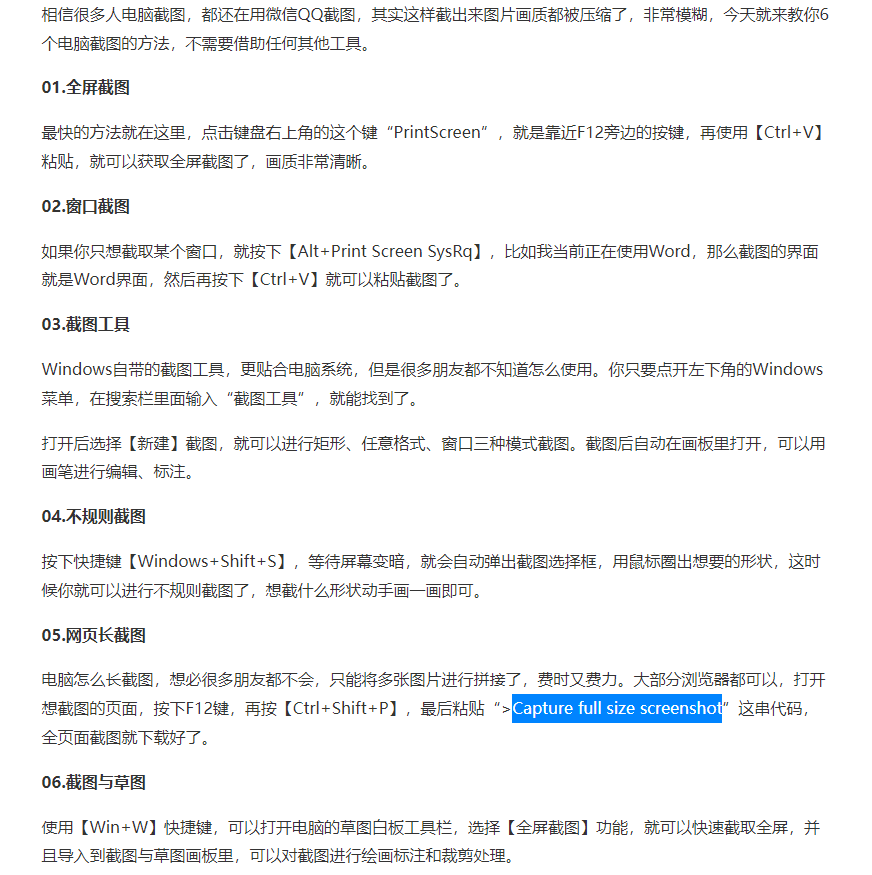 相信很多人电脑截图，都还在用微信QQ截图，其实这样截出来图片画质都被压缩了，非常模糊，今天就来教你6
个电脑截图的方法，不需要借助任何其他工具。
01.全屏截图
最快的方法就在这里，点击键盘右上角的这个键“PrintScreen”，就是靠近F12旁边的按键，再使用【Ctrl+V】
粘贴，就可以获取全屏截图了，画质非常清晰。
02.窗口截图
如果你只想截取某个窗口，就按下【Alt+Print Screen SysRq】，比如我当前正在使用Word，那么截图的界面
就是Word界面，然后再按下【Ctrl+V】就可以粘贴截图了。
03.截图工具
Windows自带的截图工具，更贴合电脑系统，但是很多朋友都不知道怎么使用。你只要点开左下角的Windows
菜单，在搜索栏里面输入“截图工具”，就能找到了。
打开后选择【新建】截图，就可以进行矩形、任意格式、窗口三种模式截图。截图后自动在画板里打开，可以用
画笔进行编辑、标注。
04.不规则截图
按下快捷键【Windows+Shift+S】，等待屏幕变暗，就会自动弹出截图选择框，用鼠标圈出想要的形状，这时
候你就可以进行不规则截图了，想截什么形状动手画一画即可。
05.网页长截图
电脑怎么长截图，想必很多朋友都不会，只能将多张图片进行拼接了，费时又费力。大部分浏览器都可以，打开
想截图的页面，按下F12键，再按【Ctrl+Shift+P】，最后粘贴“>Capture full size screenshot”这串代码，
全页面截图就下载好了。
06.截图与草图
使用【Win+W】快捷键，可以打开电脑的草图白板工具栏，选择【全屏截图】功能，就可以快速截取全屏，并
且导入到截图与草图画板里，可以对截图进行绘画标注和裁剪处理。